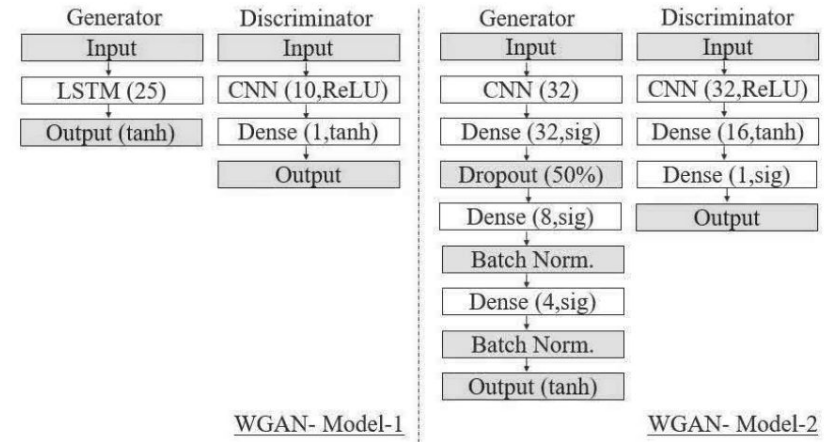 Generator
Input
LSTM (25)
Output (tanh)
Discriminator
Input
CNN (10,ReLU)
Dense (1,tanh)
Output
WGAN- Model-1
Generator
Input
CNN (32)
Dense (32,sig)
Dropout (50%)
Dense (8,sig)
Batch Norm.
Dense (4,sig)
Batch Norm.
Output (tanh)
Discriminator
Input
CNN (32,ReLU)
Dense (16,tanh)
Dense (1,sig)
Output
WGAN- Model-2